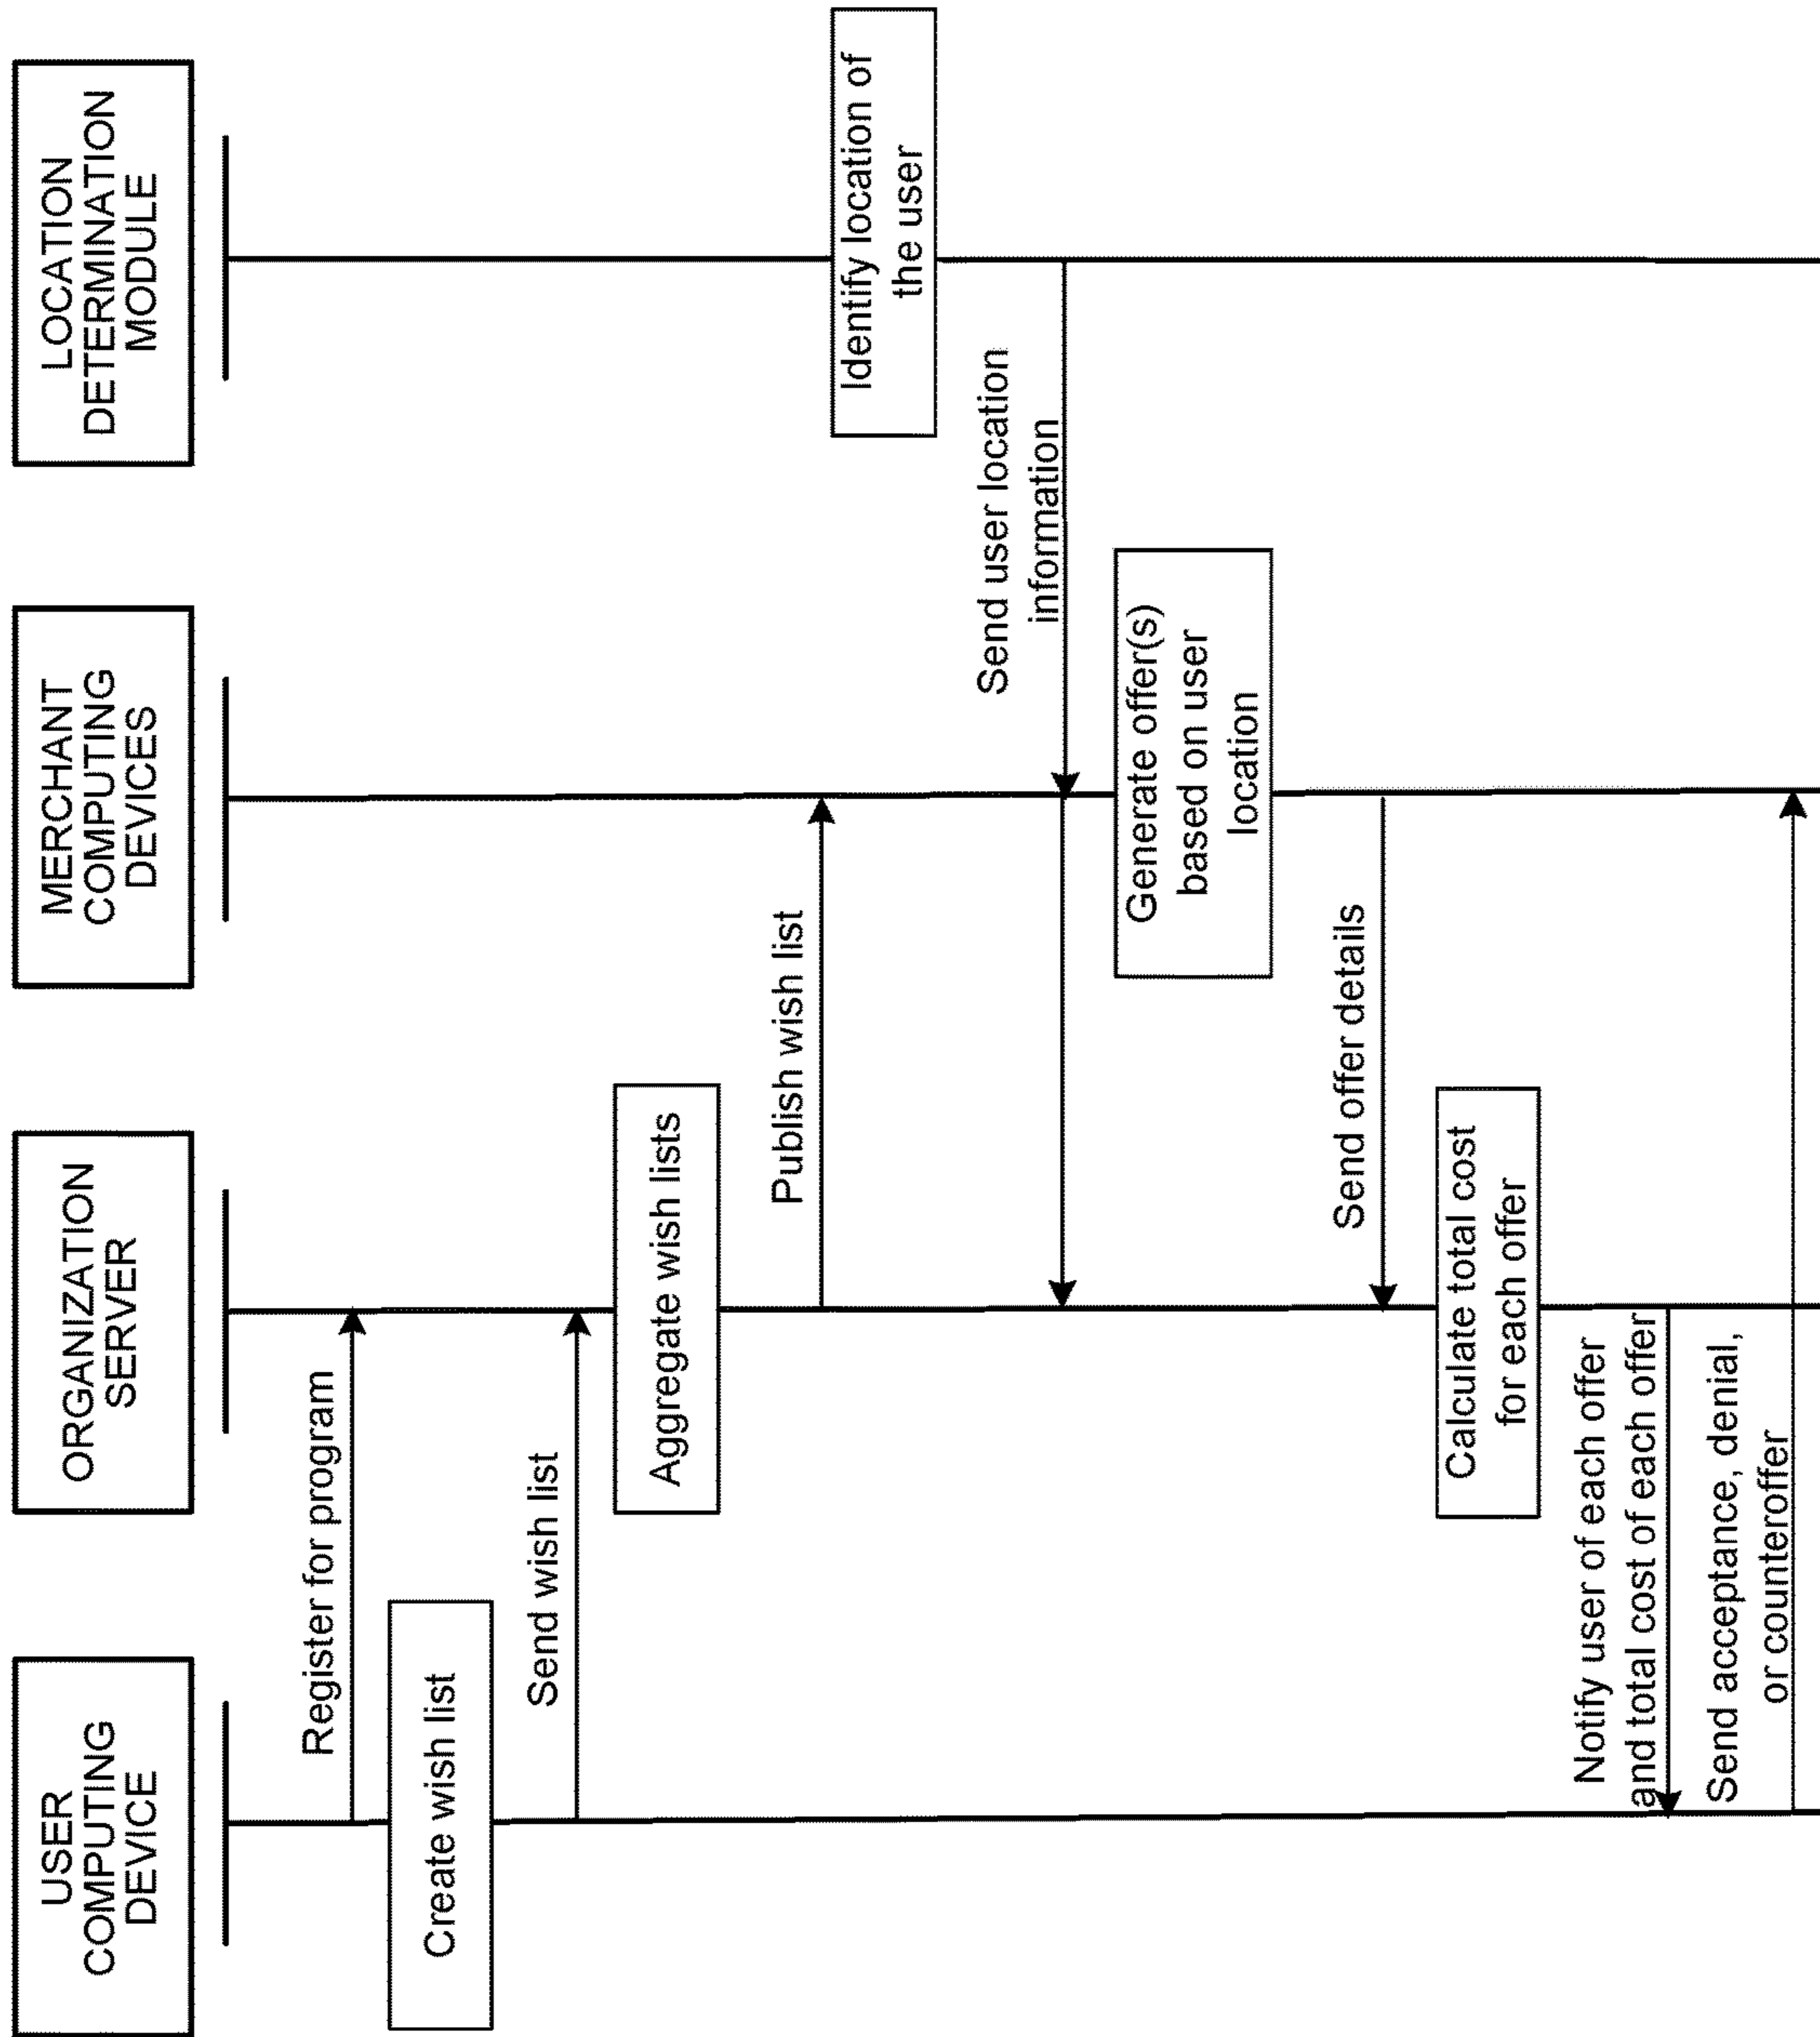 USER
COMPUTING
DEVICE
ORGANIZATION
SERVER
MERCHANT
COMPUTING
DEVICES
LOCATION
DETERMINATION
MODULE
Register for program
Create wish list
Send wish list
Aggregate wish lists
Publish wish list
Identify location of
the user
Send user location
information
Generate offer(s)
based on user
location
Send offer details
Calculate total cost
for each offer
Notify user of each offer
and total cost of each offer
Send acceptance, denial,
or counteroffer